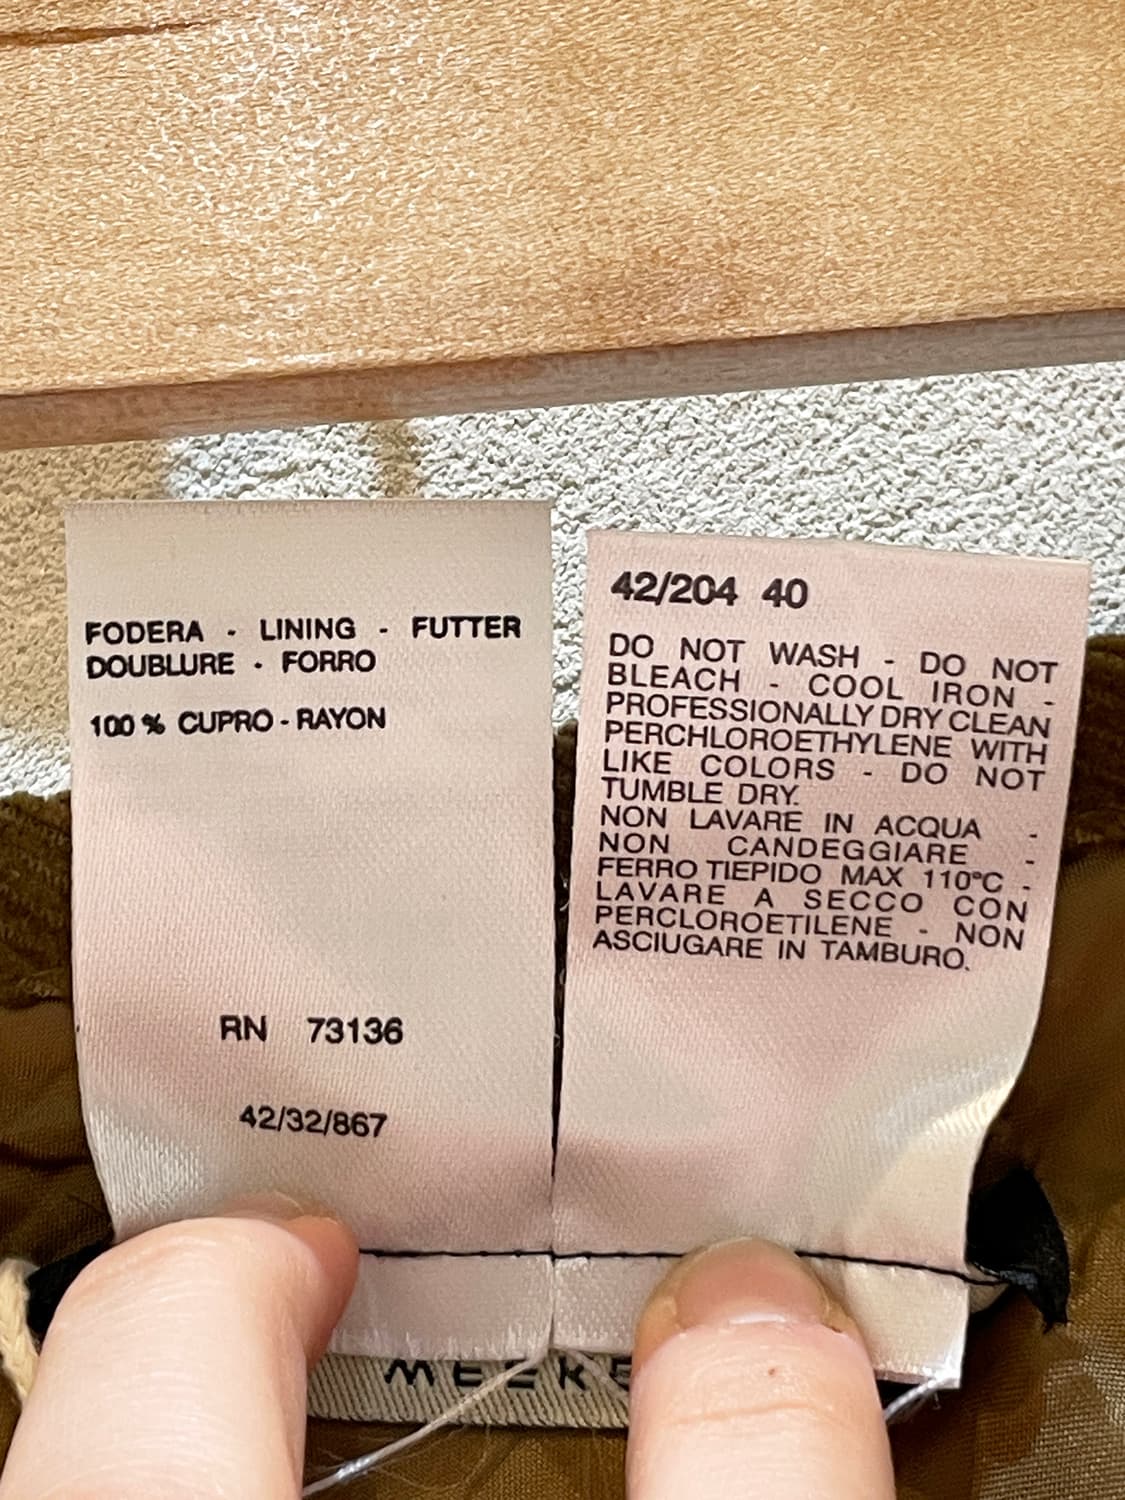 FODERA - LINING - FUTTER
DOUBLURE - FORRO
100 % CUPRO - RAYON
RN 73136
42/32/867
42/204 40
DO NOT WASH - DO NOT
BLEACH - COOL IRON -
PROFESSIONALLY DRY CLEAN
PERCHLOROETHYLENE WITH
LIKE COLORS - DO NOT
TUMBLE DRY.
NON LAVARE IN ACQUA -
NON CANDEGGIARE -
FERRO TIEPIDO MAX 110°C -
LAVARE A SECCO CON
PERCLOROETILENE - NON
ASCIUGARE IN TAMBURO.